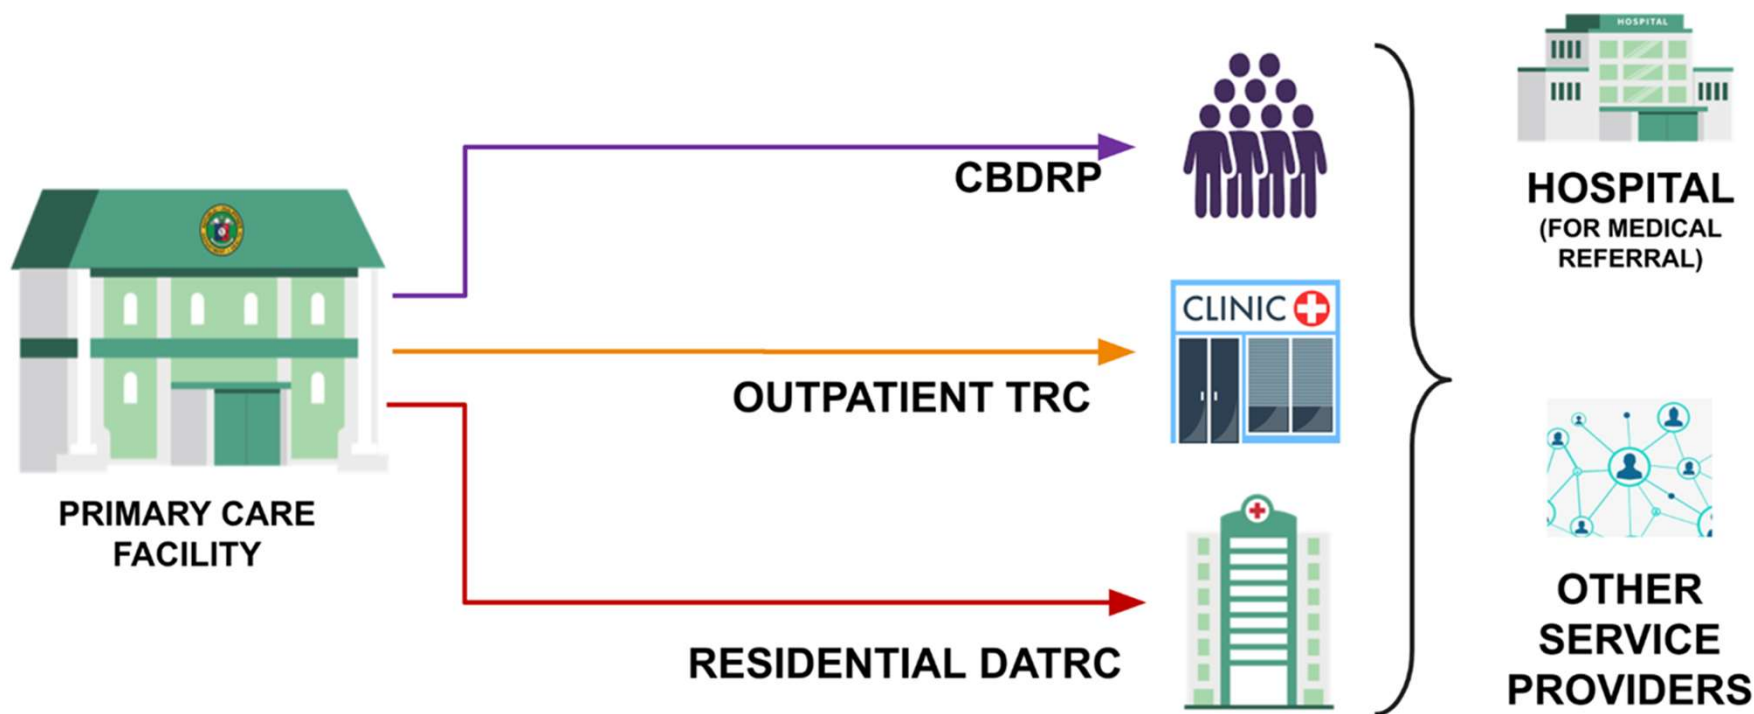 HOSPITAL
CBDRP
HOSPITAL
(FOR MEDICAL
REFERRAL)
CLINIC
OUTPATIENT TRC
PRIMARY CARE
FACILITY
RESIDENTIAL DATRC
OTHER
SERVICE
PROVIDERS